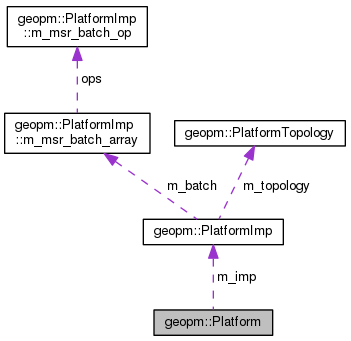 geopm::PlatformImp
::m_msr_batch_op
ops
geopm::PlatformImp
::m_msr_batch_array
geopm::PlatformTopology
m_batch
m_topology
geopm::PlatformImp
m_imp
geopm::Platform